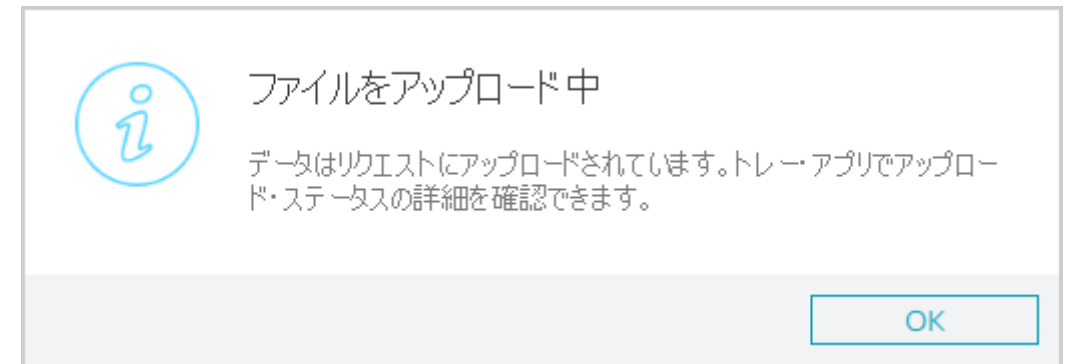 ファイルをアップロード中
データはリクエストにアップロードされています。トレー・アプリでアップロー
ド・ステータスの詳細を確認できます。
OK